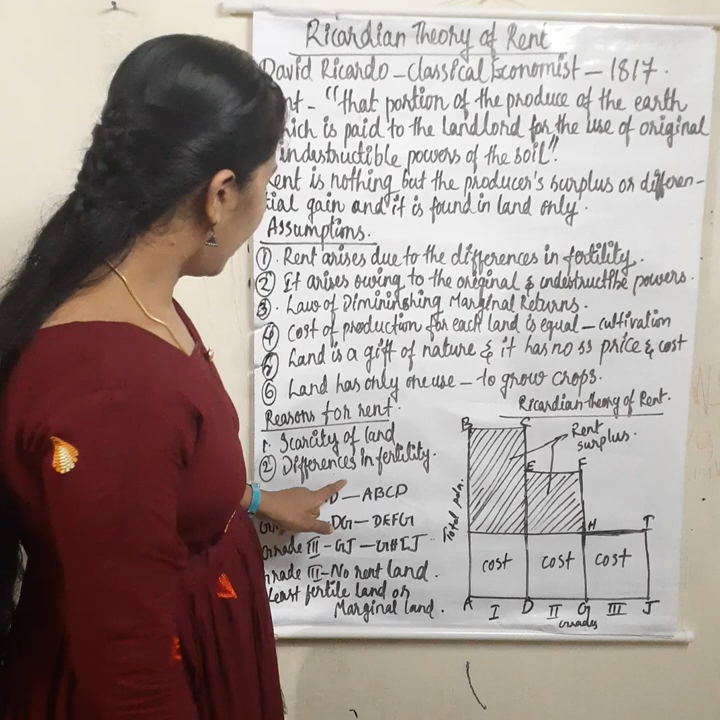 Ricardian Theory of Rent
David Ricardo - Classical Economist - 1817.
- "that portion of the produce of the earth
which is paid to the landlord for the use of original
indestructible powers of the soil".
Rent is nothing but the producer's surplus or differen-
tial gain and it is found in land only.
Assumptions.
① Rent arises due to the differences in fertility.
② It arises owing to the original & indestructible powers.
③ Law of Diminishing Marginal Returns.
④ Cost of production for each land is equal - cultivation
⑤ Land is a gift of nature & it has no ss price & cost
⑥ Land has only one use - to grow crops.
Reasons for rent.
1. Scarcity of land
② Differences in fertility.
D - ABCD
DG - DEFG
Grade III - GJ - GHIJ
Grade III - No rent land.
Least fertile land or
Marginal land.
Ricardian theory of Rent.
Rent
surplus.
B C
E F
H I
Total pdn.
cost cost cost
A I D II G III J
Grades